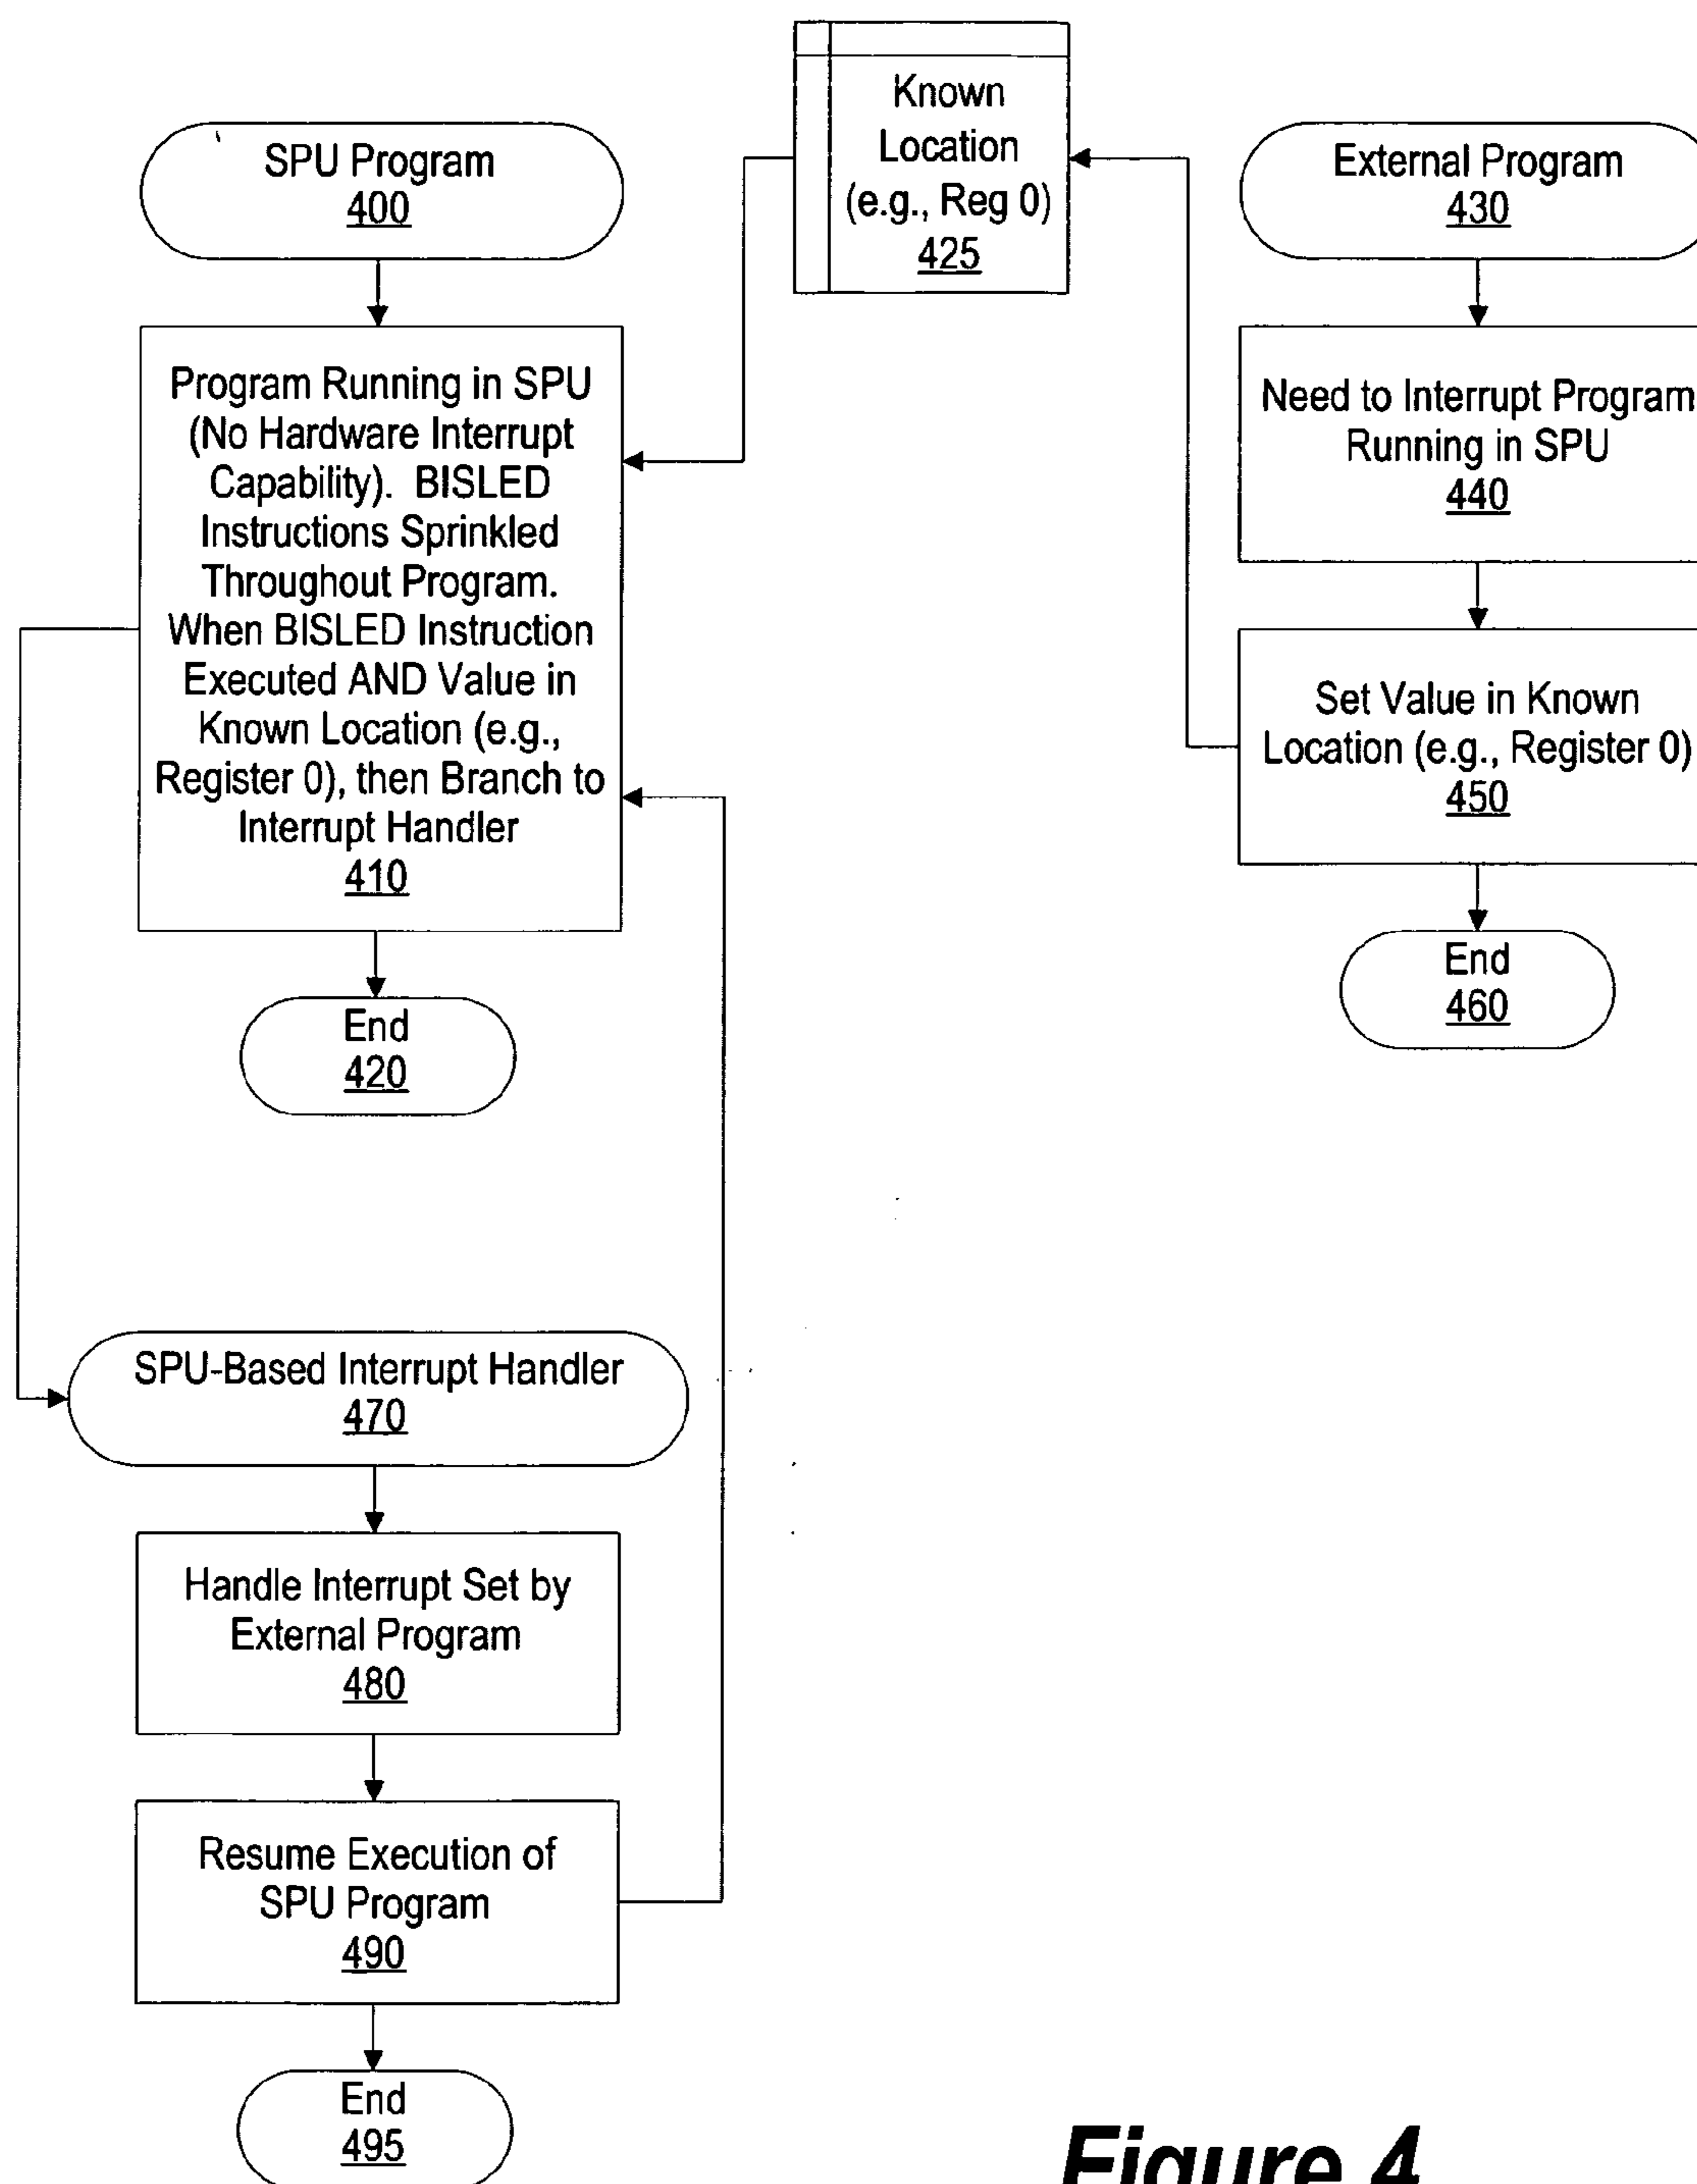 SPU Program
400
Program Running in SPU
(No Hardware Interrupt
Capability). BISLED
Instructions Sprinkled
Throughout Program.
When BISLED Instruction
Executed AND Value in
Known Location (e.g.,
Register 0), then Branch to
Interrupt Handler
410
End
420
Known
Location
(e.g., Reg 0)
425
External Program
430
Need to Interrupt Program
Running in SPU
440
Set Value in Known
Location (e.g., Register 0)
450
End
460
SPU-Based Interrupt Handler
470
Handle Interrupt Set by
External Program
480
Resume Execution of
SPU Program
490
End
495
Figure 4